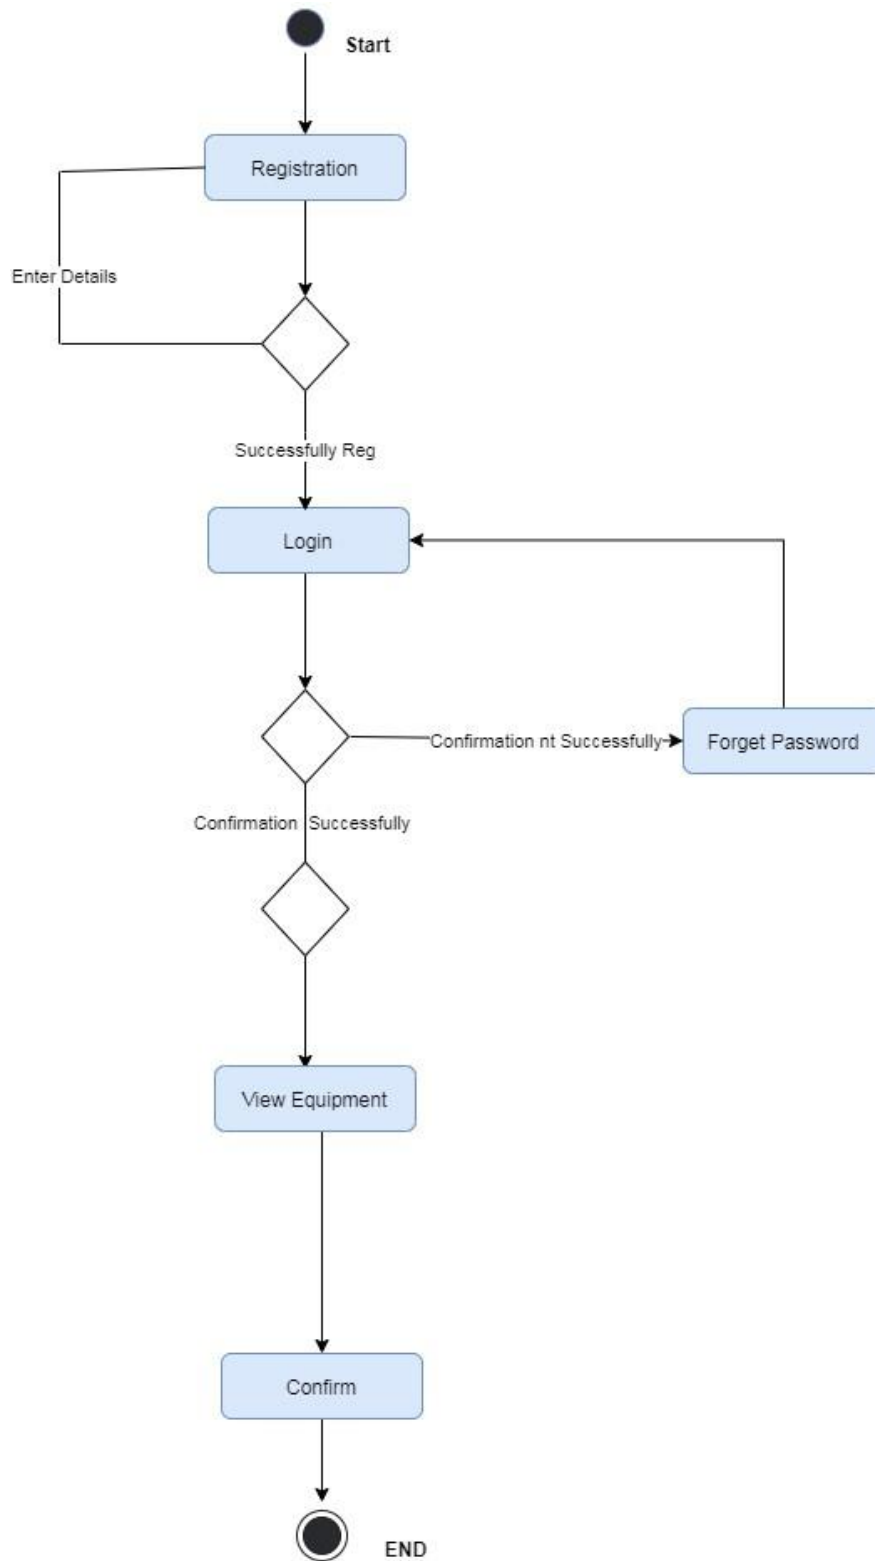 Start
Registration
Enter Details
Successfully Reg
Login
Confirmation nt Successfully
Forget Password
Confirmation Successfully
View Equipment
Confirm
END